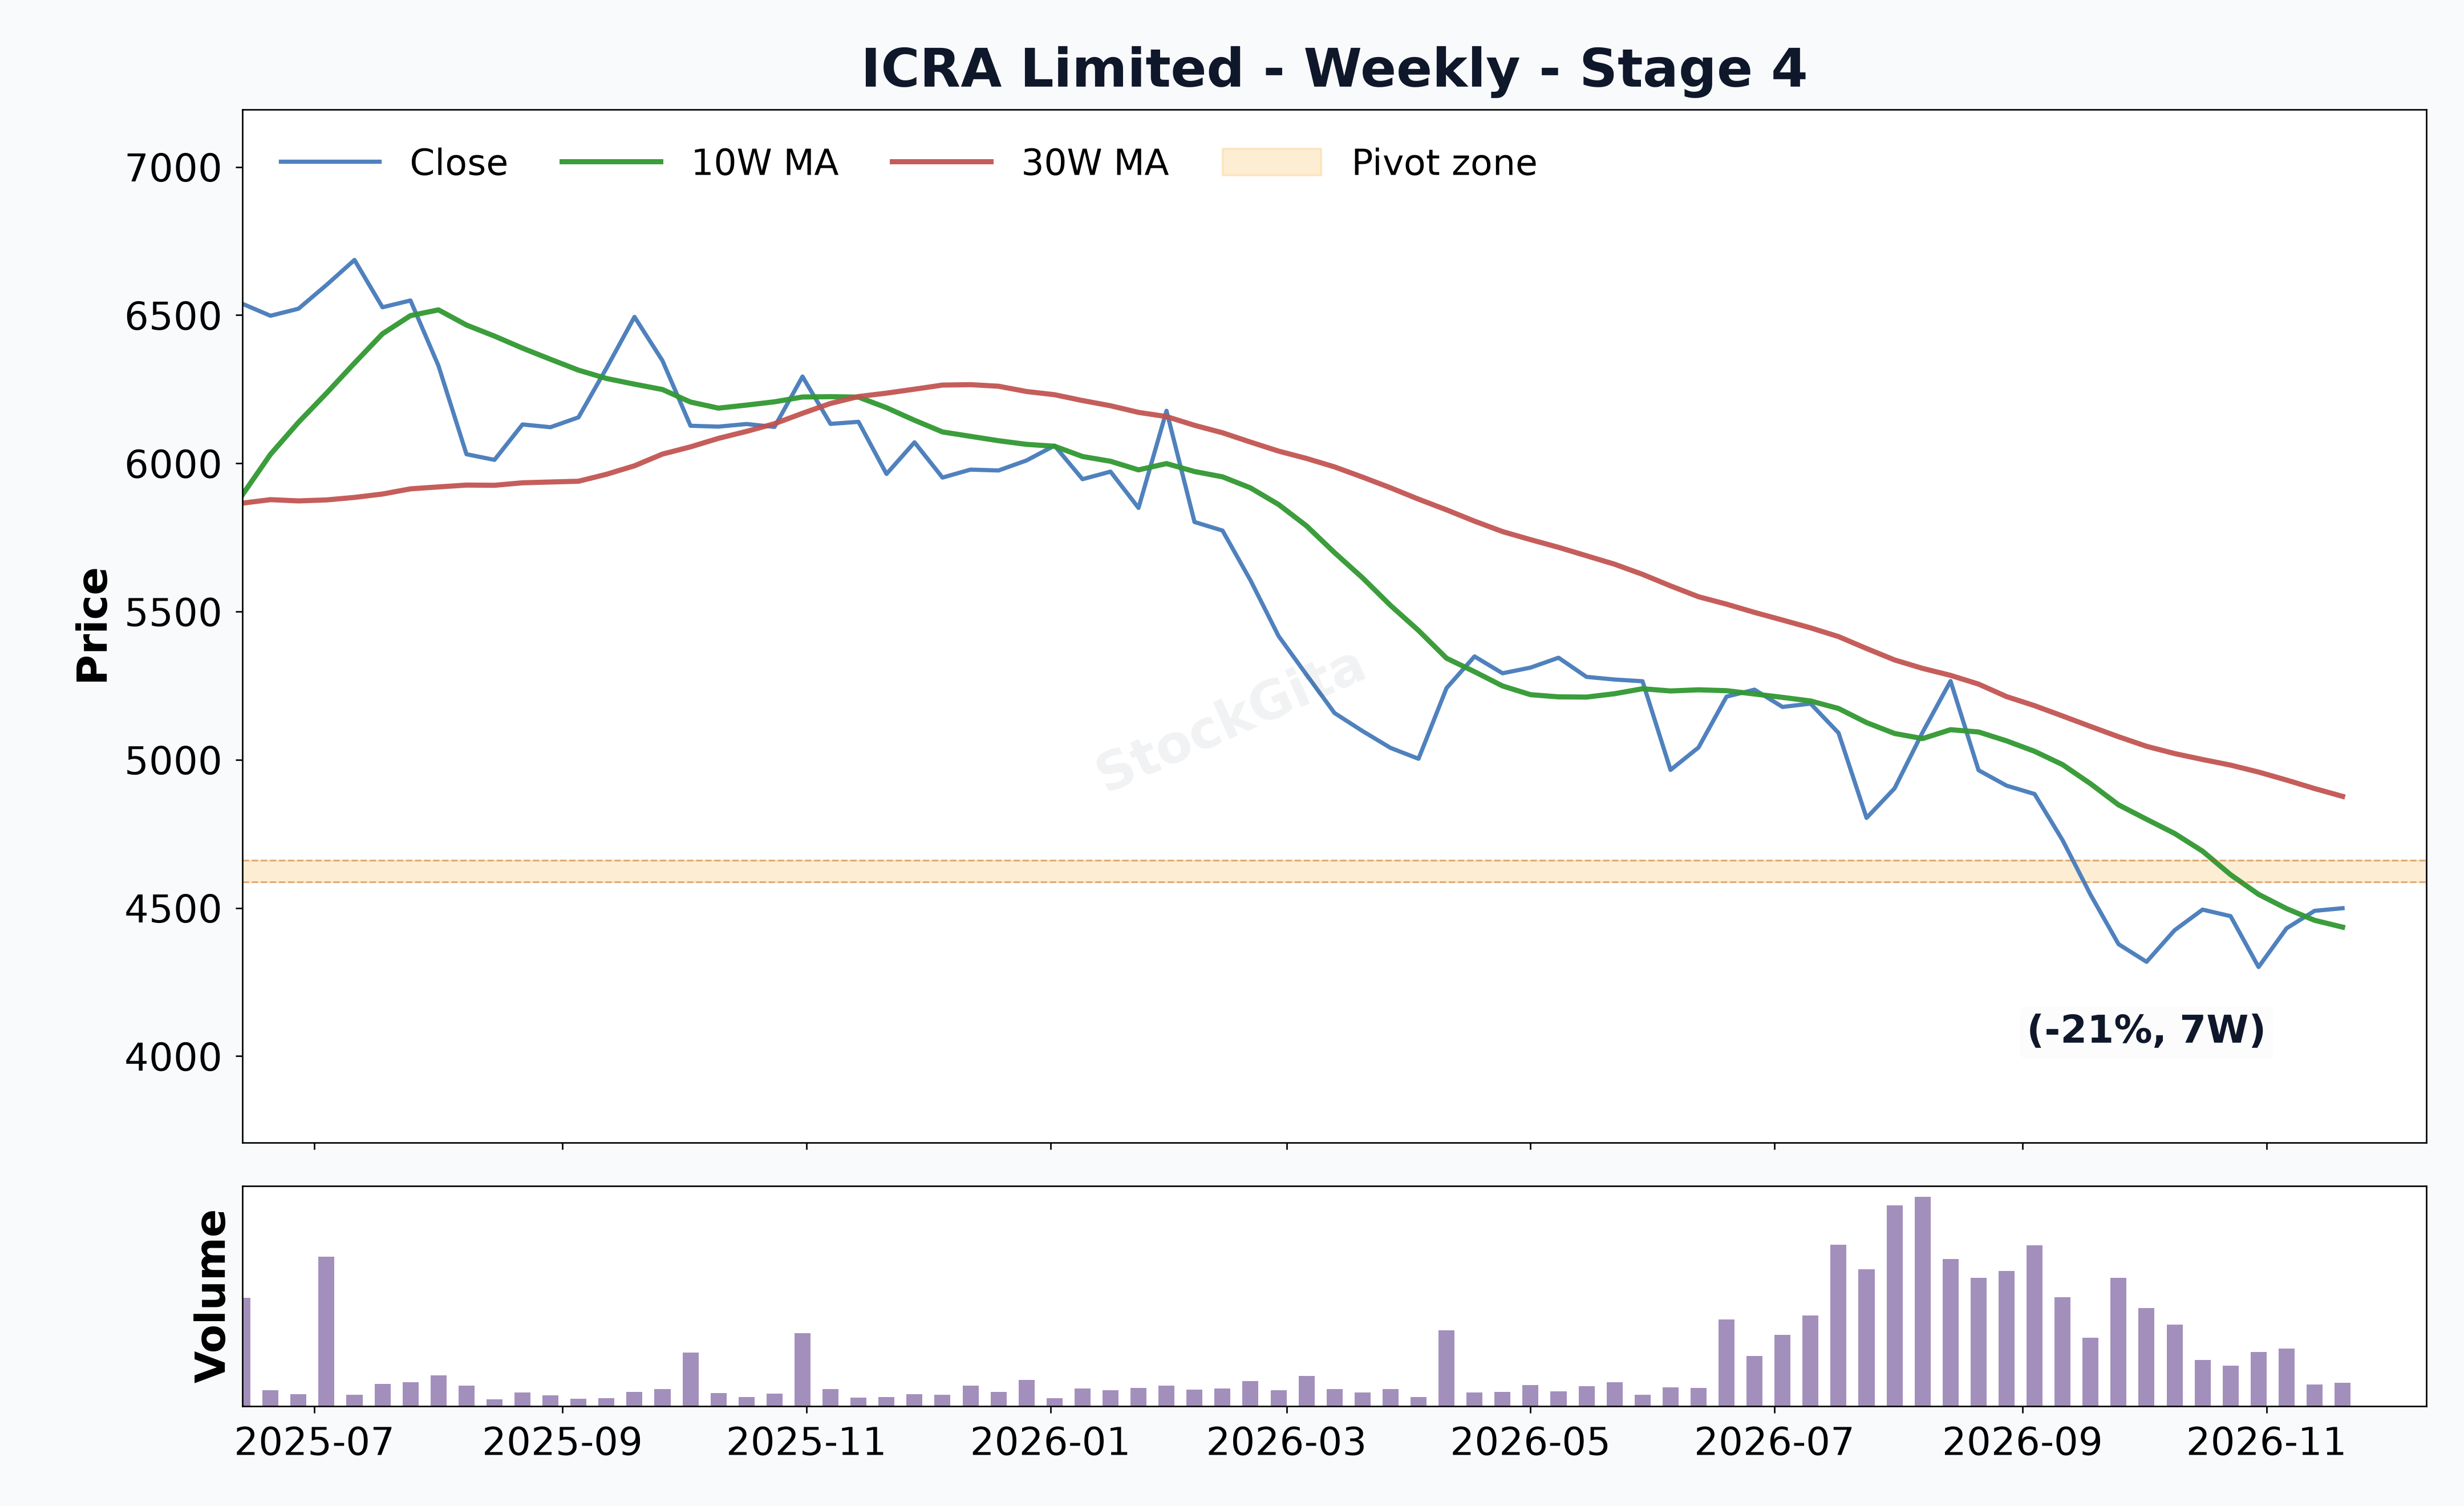 ICRA Limited - Weekly - Stage 4
Close 10W MA 30W MA Pivot zone
7000
6500
6000
5500
5000
4500
4000
Price
StockGita
(-21%, 7W)
Volume
2025-07 2025-09 2025-11 2026-01 2026-03 2026-05 2026-07 2026-09 2026-11